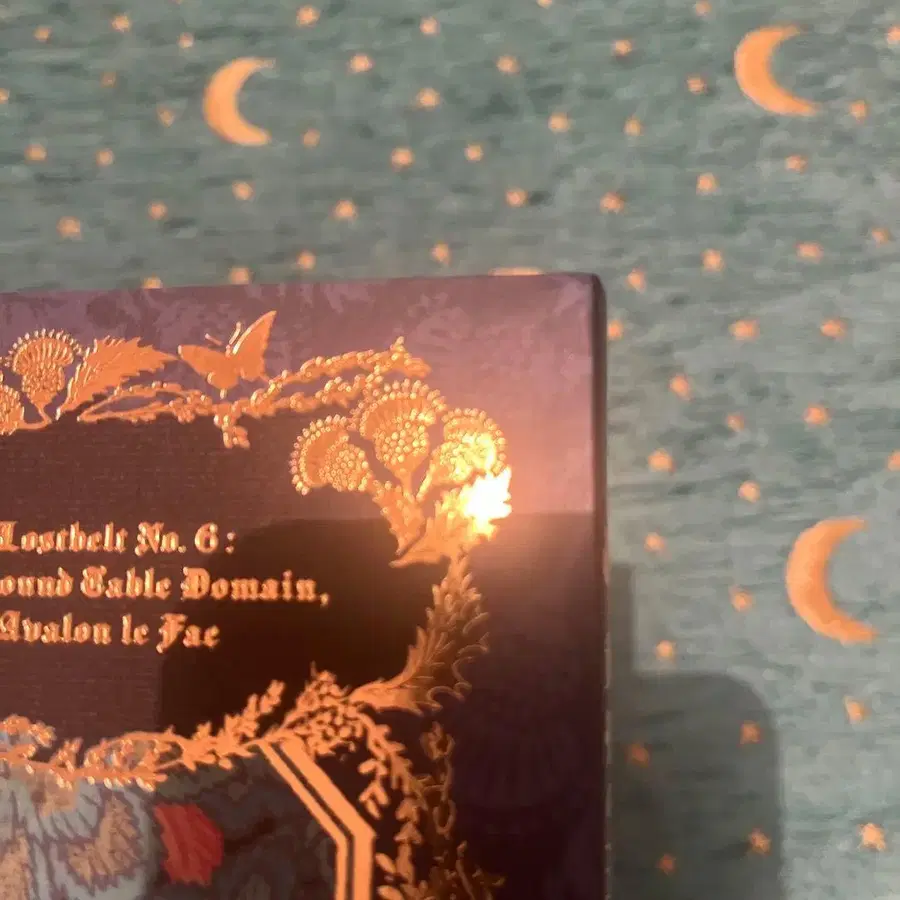 Lostbelt No. 6:
ound Table Domain,
Avalon le Fae